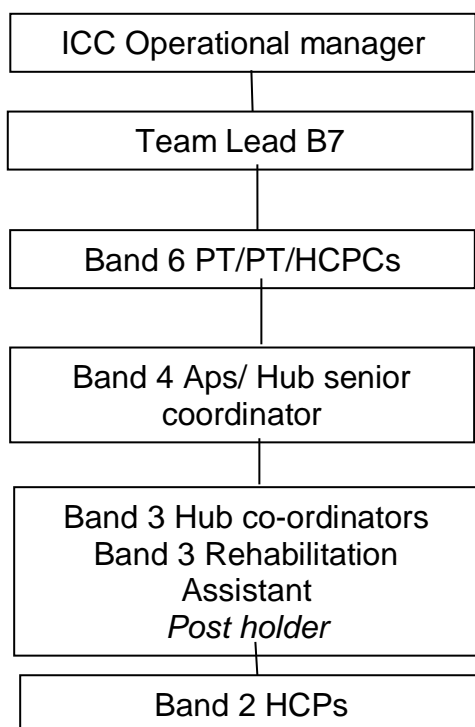 ICC Operational manager
Team Lead B7
Band 6 PT/PT/HCPCs
Band 4 Aps/ Hub senior
coordinator
Band 3 Hub co-ordinators
Band 3 Rehabilitation
Assistant
Post holder
Band 2 HCPs